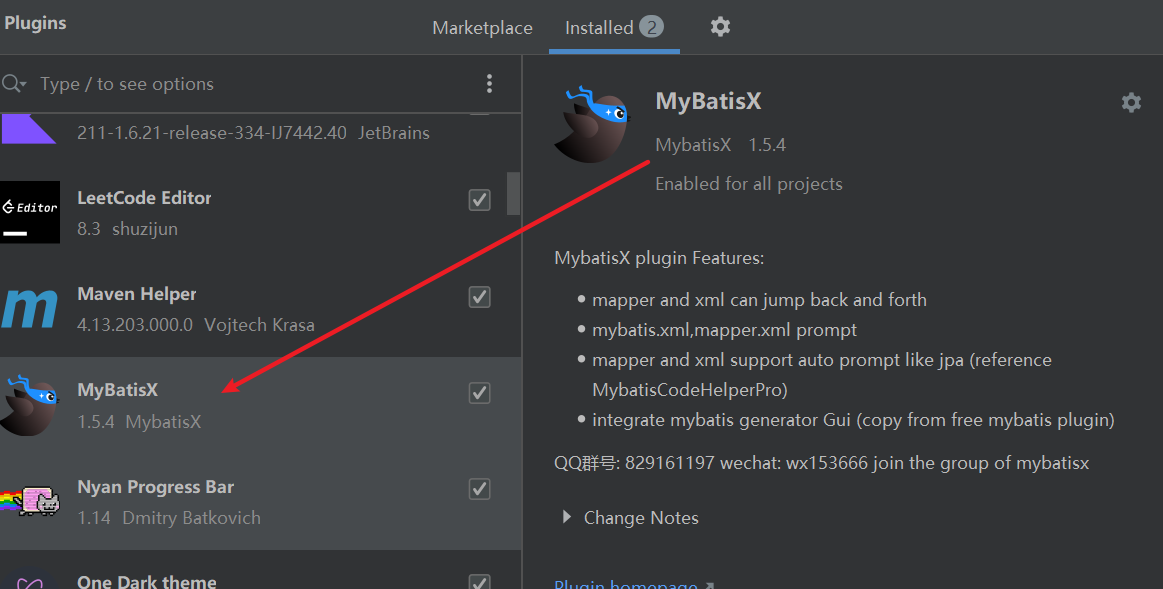 Plugins
Marketplace
Installed 2
Type / to see options
211-1.6.21-release-334-IJ7442.40 JetBrains
Editor
LeetCode Editor
8.3 shuzijun
m
Maven Helper
4.13.203.000.0 Vojtech Krasa
MyBatisX
1.5.4 MybatisX
Nyan Progress Bar
1.14 Dmitry Batkovich
One Dark theme
MyBatisX
MybatisX 1.5.4
Enabled for all projects
MybatisX plugin Features:
mapper and xml can jump back and forth
mybatis.xml,mapper.xml prompt
mapper and xml support auto prompt like jpa (reference
MybatisCodeHelperPro)
integrate mybatis generator Gui (copy from free mybatis plugin)
QQ群号: 829161197 wechat: wx153666 join the group of mybatisx
Change Notes
Plugin homepage